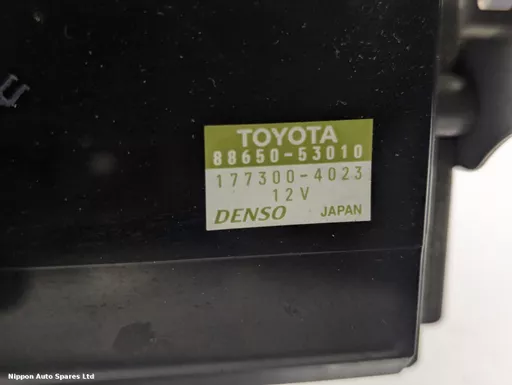 TOYOTA
88650-53010
177300-4023
12V
DENSO JAPAN
Nippon Auto Spares Ltd